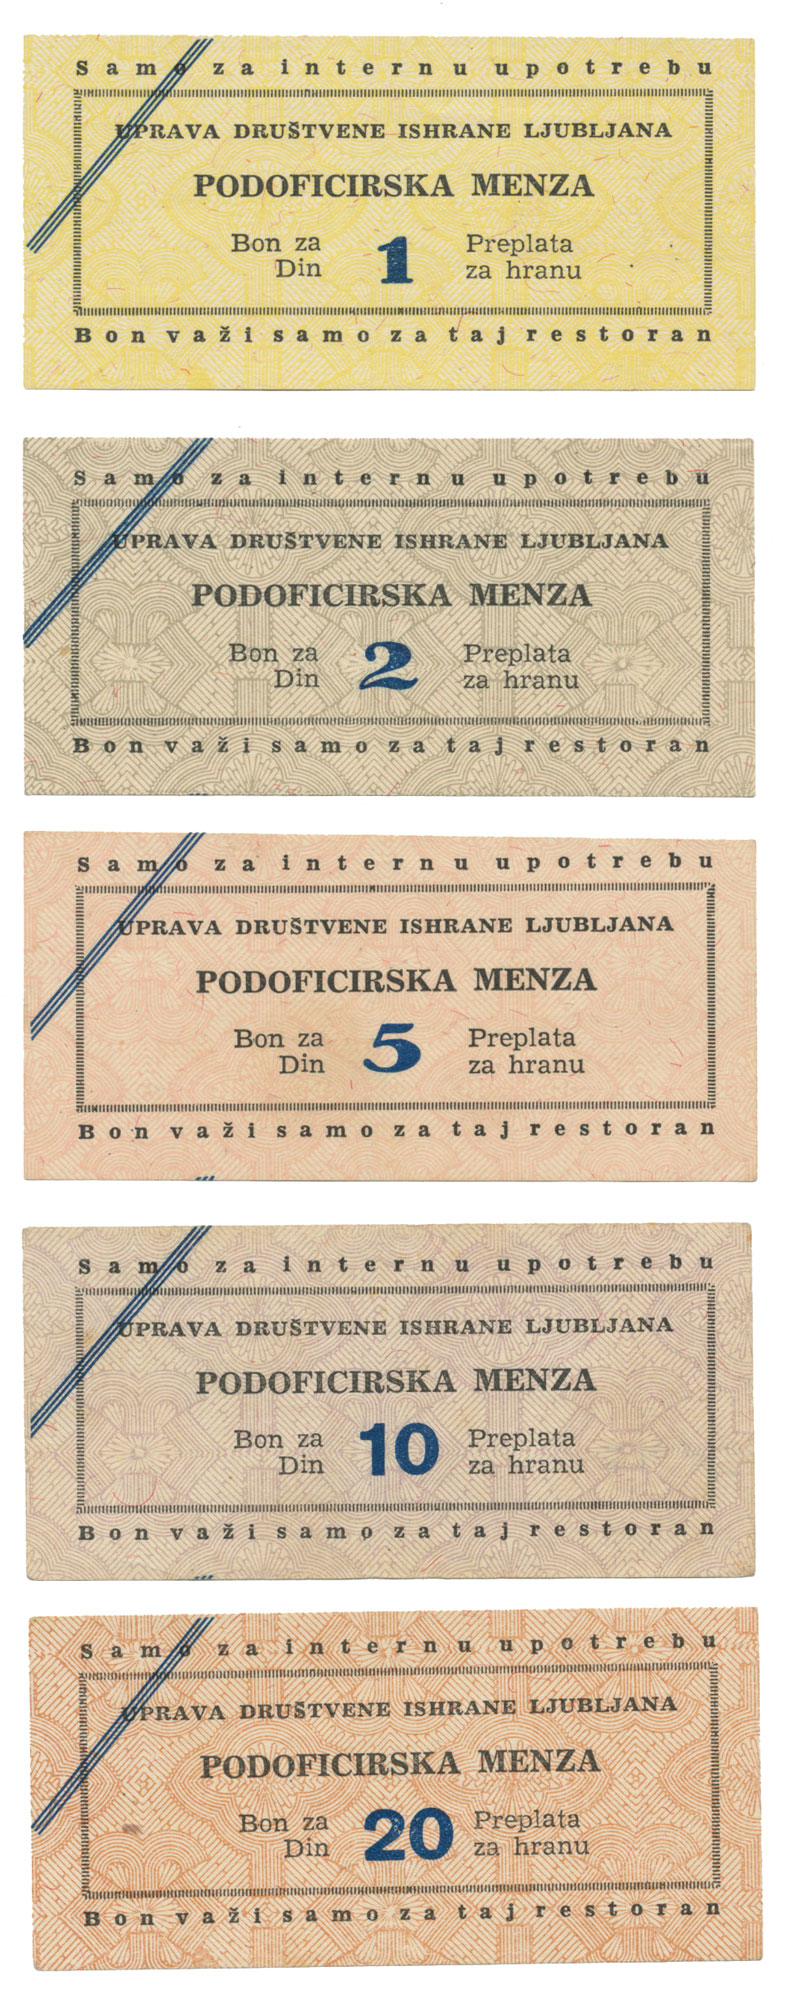 Samo za internu upotrebu
UPRAVA DRUŠTVENE ISHRANE LJUBLJANA
PODOFICIRSKA MENZA
Bon za
Din
1
Preplata
za hranu
Bon važi samo za taj restoran
Samo za internu upotrebu
UPRAVA DRUŠTVENE ISHRANE LJUBLJANA
PODOFICIRSKA MENZA
Bon za
Din
2
Preplata
za hranu
Bon važi samo za taj restoran
Samo za internu upotrebu
UPRAVA DRUŠTVENE ISHRANE LJUBLJANA
PODOFICIRSKA MENZA
Bon za
Din
5
Preplata
za hranu
Bon važi samo za taj restoran
Samo za internu upotrebu
UPRAVA DRUŠTVENE ISHRANE LJUBLJANA
PODOFICIRSKA MENZA
Bon za
Din
10
Preplata
za hranu
Bon važi samo za taj restoran
Samo za internu upotrebu
UPRAVA DRUŠTVENE ISHRANE LJUBLJANA
PODOFICIRSKA MENZA
Bon za
Din
20
Preplata
za hranu
Bon važi samo za taj restoran